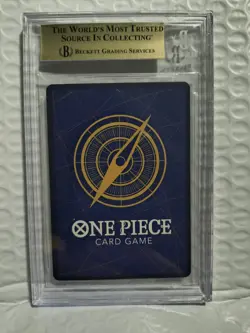 THE WORLD'S MOST TRUSTED
SOURCE IN COLLECTING®
B BECKETT GRADING SERVICES
ONE PIECE
CARD GAME